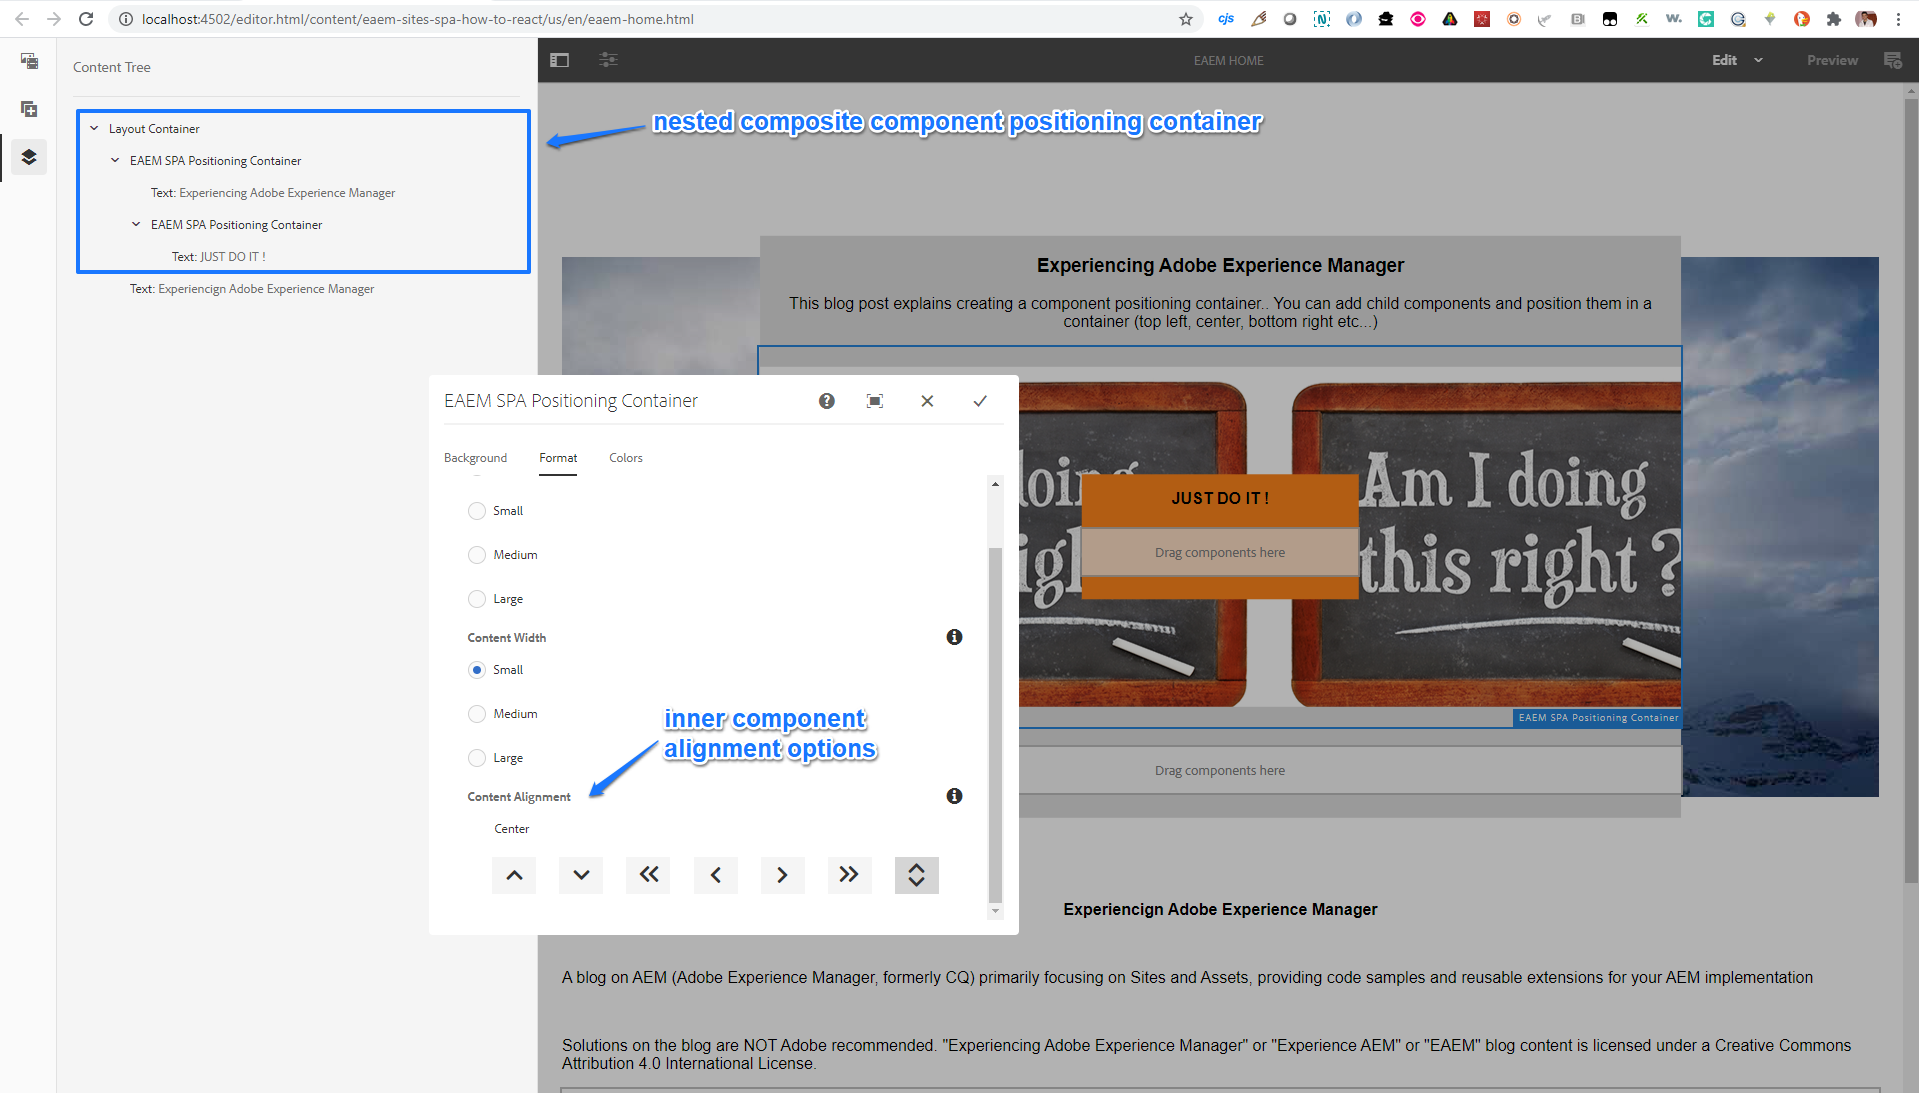 localhost:4502/editor.html/content/eaem-sites-spa-how-to-react/us/en/eaem-home.html
cjs
Content Tree
Layout Container
EAEM SPA Positioning Container
Text: Experiencing Adobe Experience Manager
EAEM SPA Positioning Container
Text: JUST DO IT !
Text: Experiencign Adobe Experience Manager
EAEM HOME
Edit
Preview
nested composite component positioning container
Experiencing Adobe Experience Manager
This blog post explains creating a component positioning container.. You can add child components and position them in a
container (top left, center, bottom right etc...)
EAEM SPA Positioning Container
Background
Format
Colors
Small
Medium
Large
Content Width
Small
Medium
Large
inner component
alignment options
Content Alignment
Center
JUST DO IT !
Drag components here
Am I doing
this right ?
EAEM SPA Positioning Container
Drag components here
Experiencign Adobe Experience Manager
A blog on AEM (Adobe Experience Manager, formerly CQ) primarily focusing on Sites and Assets, providing code samples and reusable extensions for your AEM implementation
Solutions on the blog are NOT Adobe recommended. "Experiencing Adobe Experience Manager" or "Experience AEM" or "EAEM" blog content is licensed under a Creative Commons
Attribution 4.0 International License.